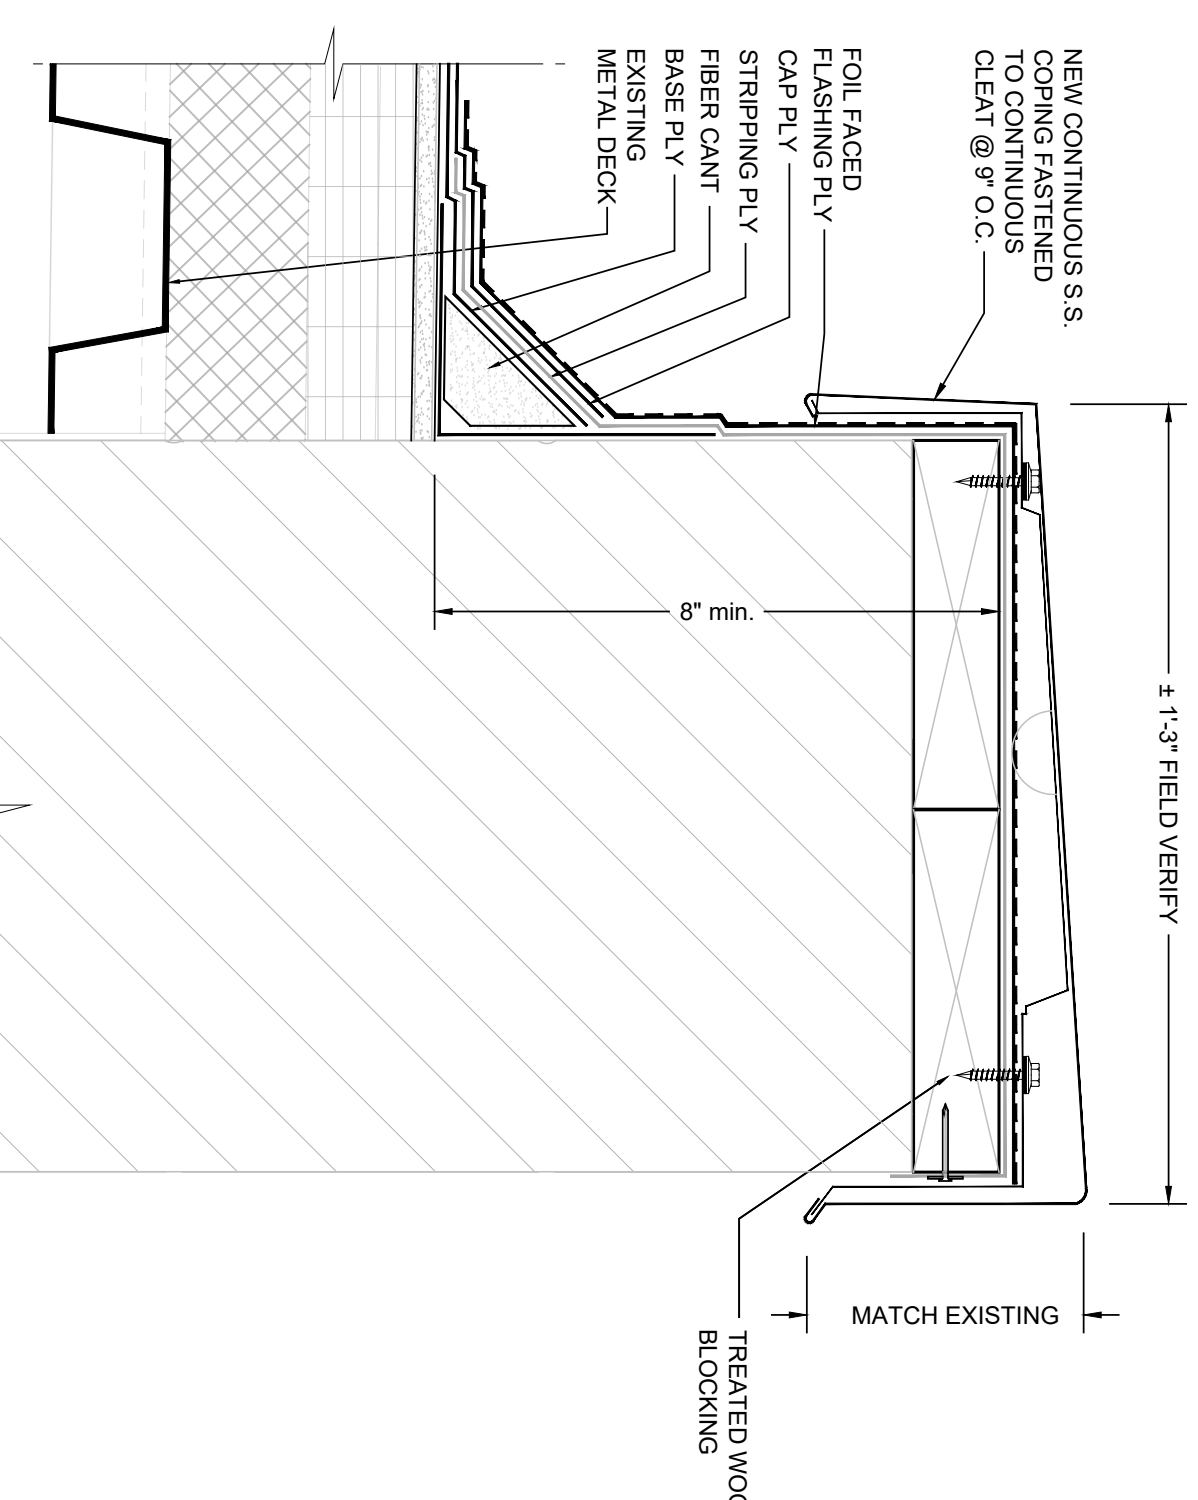 NEW CONTINUOUS S.S.
COPING FASTENED
TO CONTINUOUS
CLEAT @ 9" O.C.
FOIL FACED
FLASHING PLY
CAP PLY
STRIPPING PLY
FIBER CANT
BASE PLY
EXISTING
METAL DECK
8" min.
± 1'-3" FIELD VERIFY
MATCH EXISTING
TREATED
BLOCKING